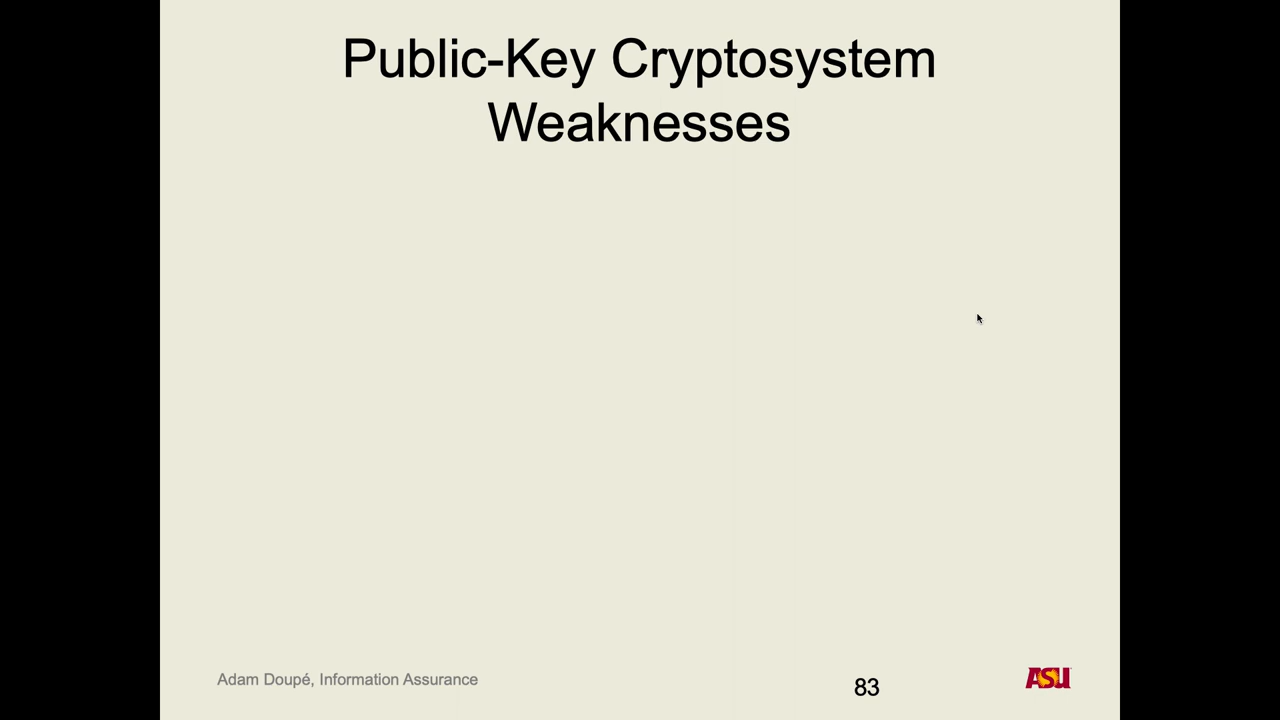 Public-Key Cryptosystem
Weaknesses
Adam Doupé, Information Assurance
83
ASU